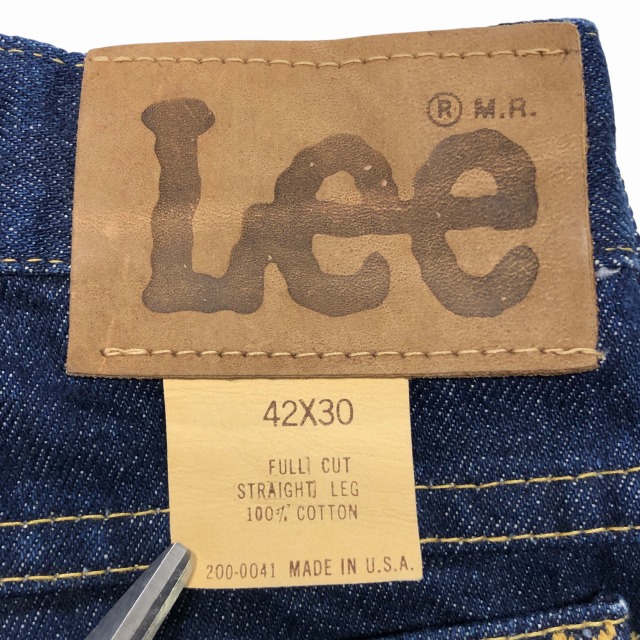 ® M.R.
Lee
42X30
FULL CUT
STRAIGHT LEG
100% COTTON
200-0041 MADE IN U.S.A.